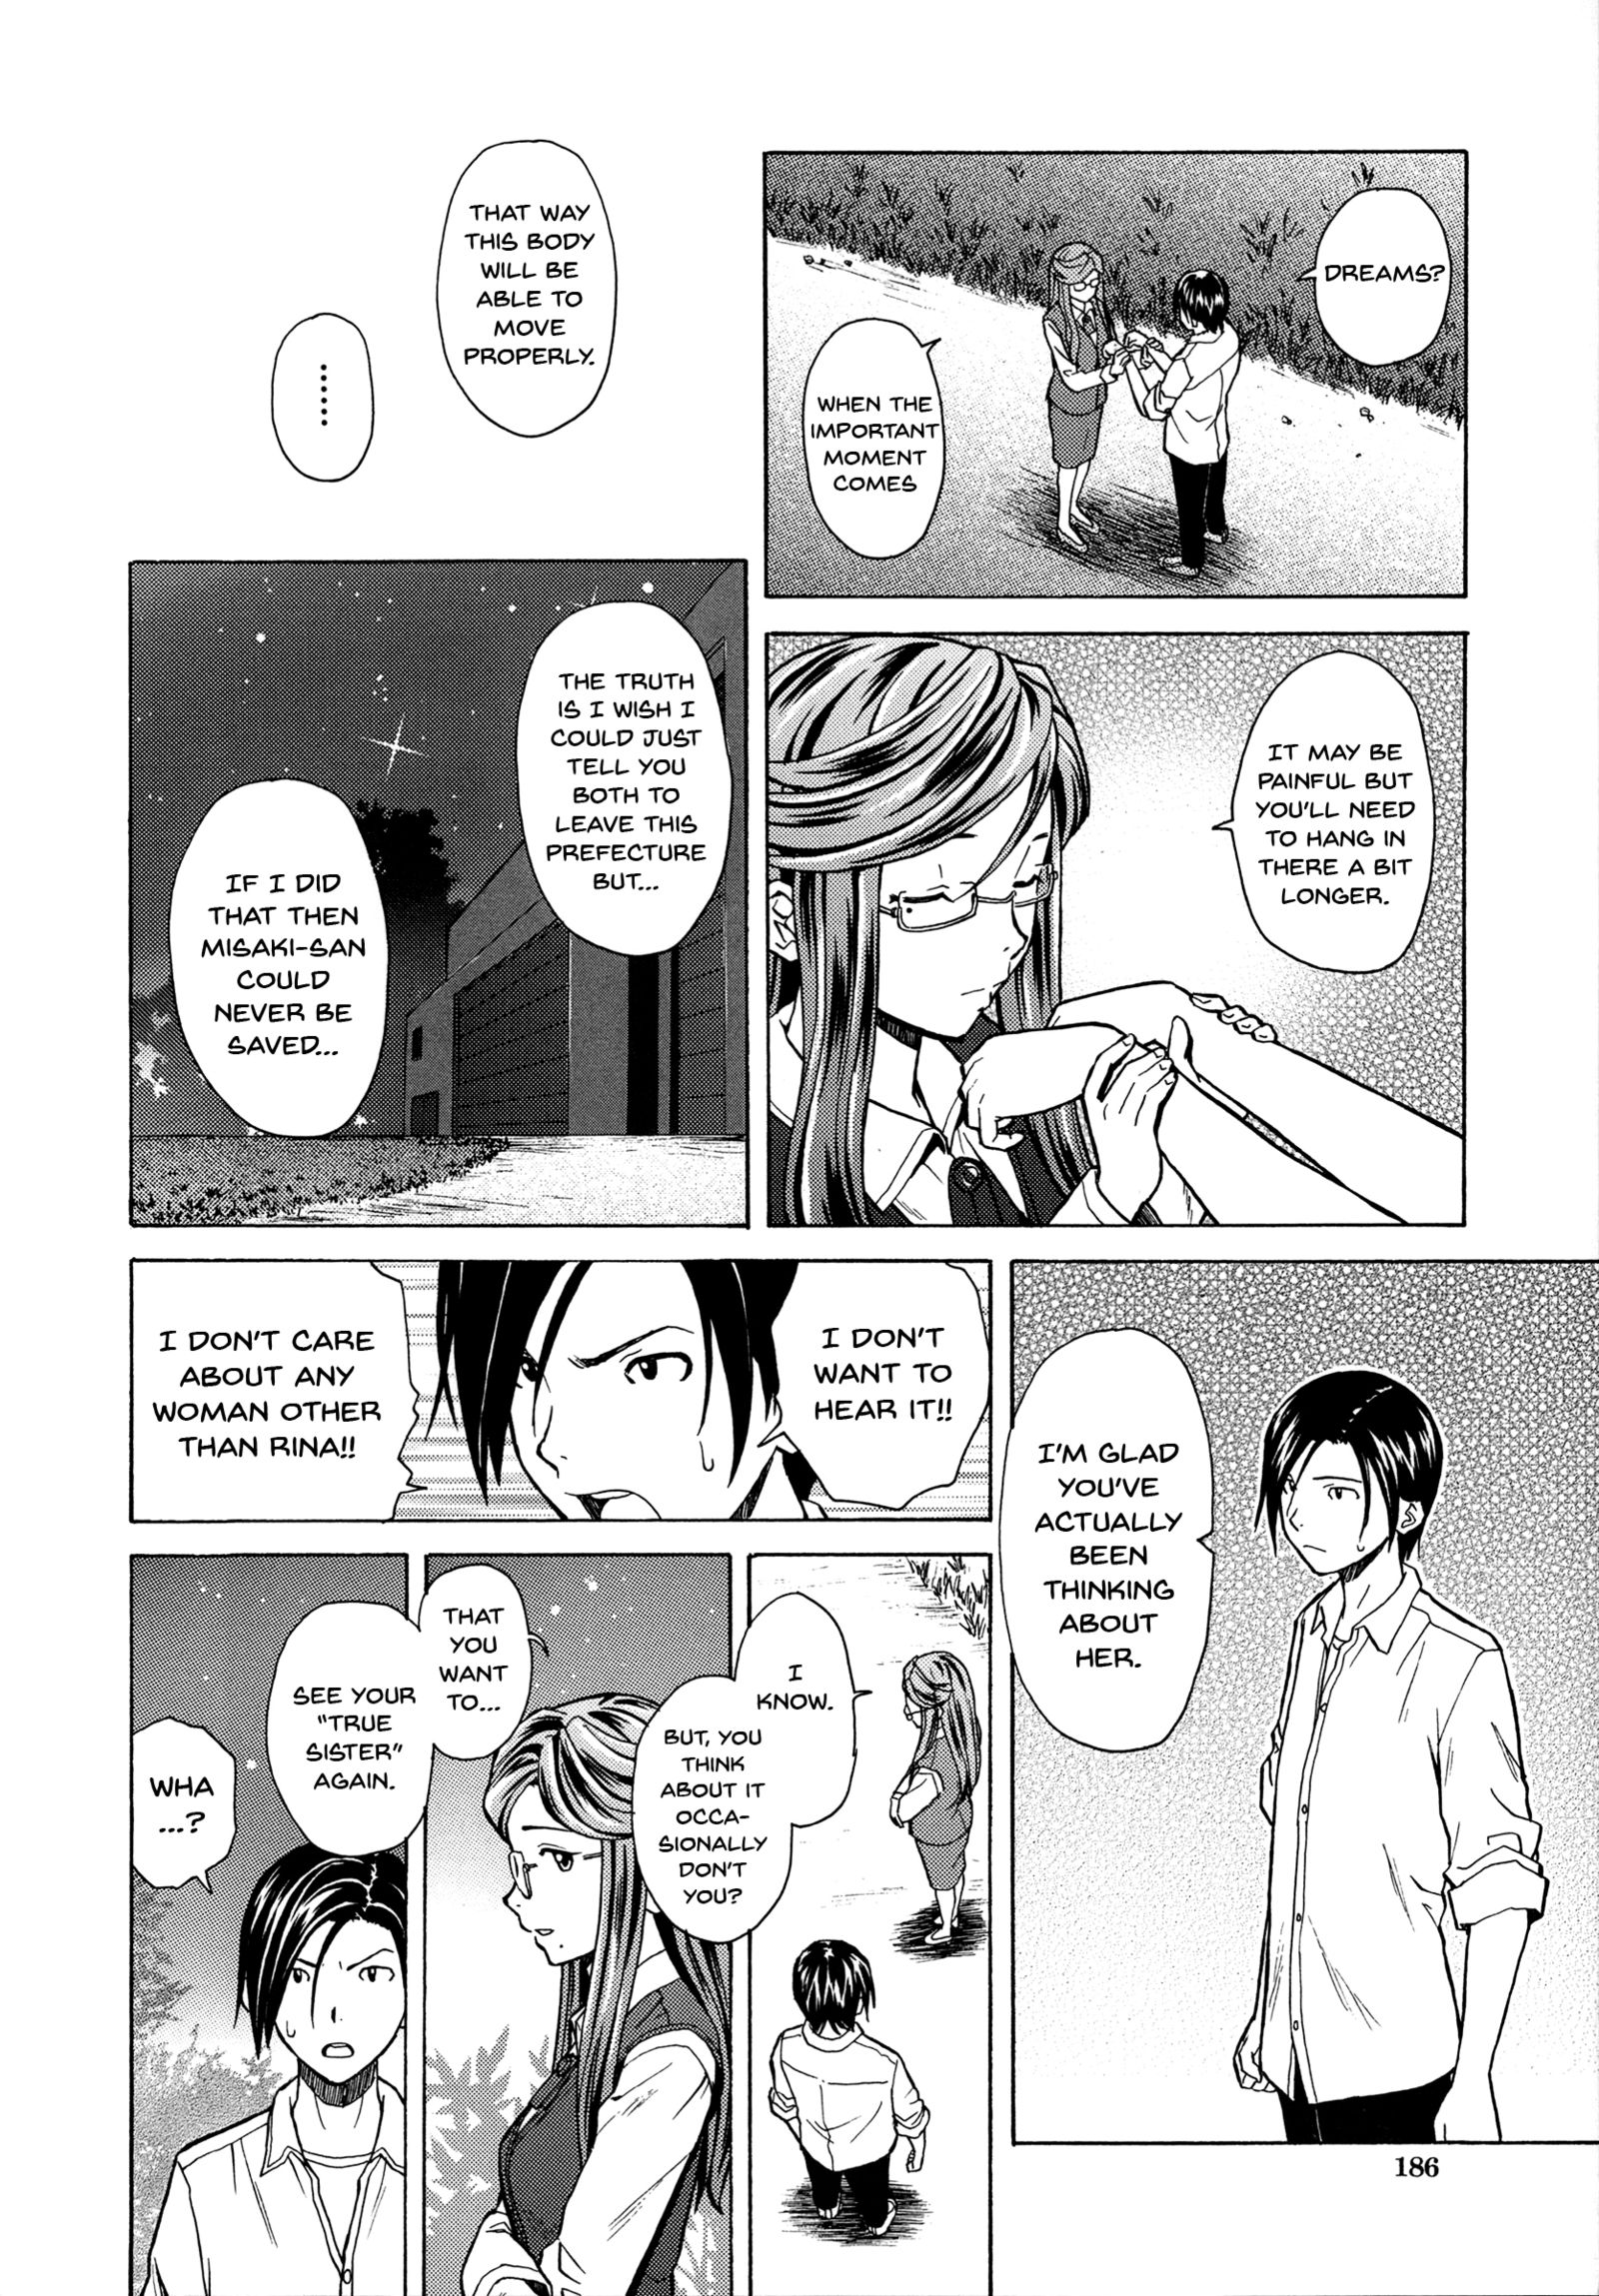 DREAMS?
WHEN THE
IMPORTANT
MOMENT
COMES
THAT WAY
THIS BODY
WILL BE
ABLE TO
MOVE
PROPERLY.
......
IT MAY BE
PAINFUL BUT
YOU'LL NEED
TO HANG IN
THERE A BIT
LONGER.
THE TRUTH
IS I WISH I
COULD JUST
TELL YOU
BOTH TO
LEAVE THIS
PREFECTURE
BUT...
IF I DID
THAT THEN
MISAKI-SAN
COULD
NEVER BE
SAVED...
I'M GLAD
YOU'VE
ACTUALLY
BEEN
THINKING
ABOUT
HER.
I DON'T
WANT TO
HEAR IT!!
I DON'T CARE
ABOUT ANY
WOMAN OTHER
THAN RINA!!
I
KNOW.
BUT, YOU
THINK
ABOUT IT
OCCA-
SIONALLY
DON'T
YOU?
THAT
YOU
WANT
TO...
SEE YOUR
"TRUE
SISTER"
AGAIN.
WHA
...?
186